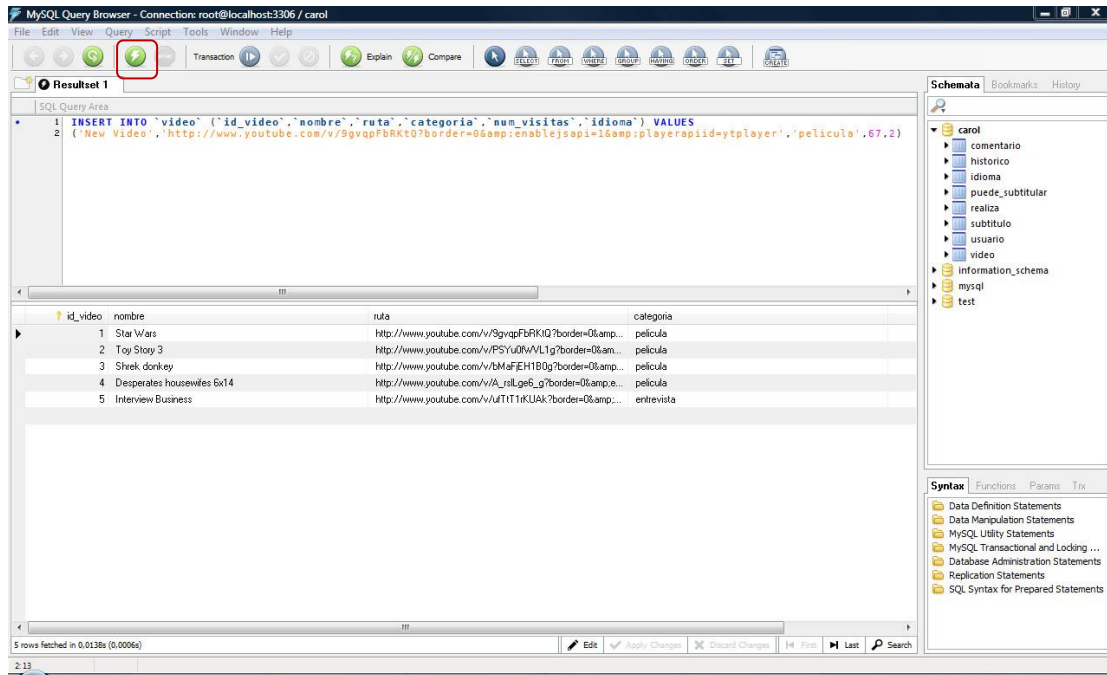 MySQL Query Browser - Connection: root@localhost:3306 / carol
File Edit View Query Script Tools Window Help
Transaction Explain Compare SELECT FROM WHERE GROUP HAVING ORDER SET CREATE
Resultset 1
SQL Query Area
1 INSERT INTO `video` (`id_video`,`nombre`,`ruta`,`categoria`,`num_visitas`,`idioma`) VALUES
2 ('New Video','http://www.youtube.com/v/9gvqpFbRKtQ?border=0&amp;enablejsapi=1&amp;playerapiid=ytplayer','pelicula',67,2)
id_video nombre ruta categoria
1 Star Wars http://www.youtube.com/v/9gvqpFbRKtQ?border=0&amp... pelicula
2 Toy Story 3 http://www.youtube.com/v/PSYu0fWVL1g?border=0&am... pelicula
3 Shrek donkey http://www.youtube.com/v/bMaFjEH1B0g?border=0&amp... pelicula
4 Desperates housewifes 6x14 http://www.youtube.com/v/A_rslLge6_g?border=0&amp;e... pelicula
5 Interview Business http://www.youtube.com/v/ufTtT1rKUAk?border=0&amp;... entrevista
5 rows fetched in 0,0138s (0,0006s)
Edit Apply Changes Discard Changes First Last Search
2:13
Schemata Bookmarks History
carol
comentario
historico
idioma
puede_subtitular
realiza
subtitulo
usuario
video
information_schema
mysql
test
Syntax Functions Params Trx
Data Definition Statements
Data Manipulation Statements
MySQL Utility Statements
MySQL Transactional and Locking ...
Database Administration Statements
Replication Statements
SQL Syntax for Prepared Statements